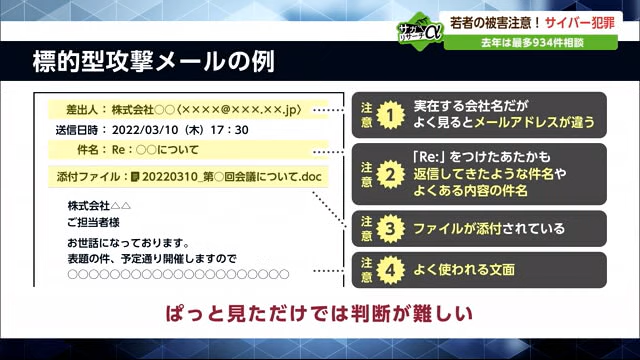 若者の被害注意！ サイバー犯罪
去年は最多934件相談
サタ
リサーチα
標的型攻撃メールの例
差出人： 株式会社○○〈××××＠×××.××.jp〉
送信日時： 2022/03/10（木）17：30
件名： Re：○○について
添付ファイル： 20220310_第○回会議について.doc
株式会社△△
ご担当者様
お世話になっております。
表題の件、予定通り開催しますので
○○○○○○○○○○○○○○○○○○○○
注意 1 実在する会社名だが
よく見るとメールアドレスが違う
注意 2 「Re:」をつけたあたかも
返信してきたような件名や
よくある内容の件名
注意 3 ファイルが添付されている
注意 4 よく使われる文面
ぱっと見ただけでは判断が難しい